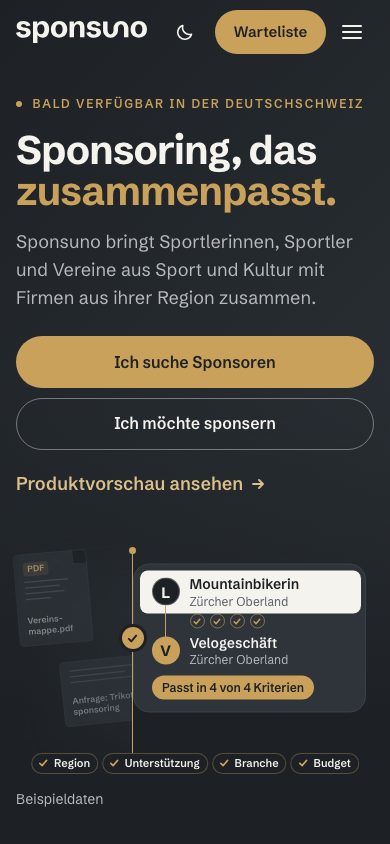 sponsuno
Warteliste
BALD VERFÜGBAR IN DER DEUTSCHSCHWEIZ
Sponsoring, das
zusammenpasst.
Sponsuno bringt Sportlerinnen, Sportler
und Vereine aus Sport und Kultur mit
Firmen aus ihrer Region zusammen.
Ich suche Sponsoren
Ich möchte sponsern
Produktvorschau ansehen →
PDF
Vereins-
mappe.pdf
Anfrage: Trikot
sponsoring
L
Mountainbikerin
Zürcher Oberland
V
Velogeschäft
Zürcher Oberland
Passt in 4 von 4 Kriterien
Region
Unterstützung
Branche
Budget
Beispieldaten